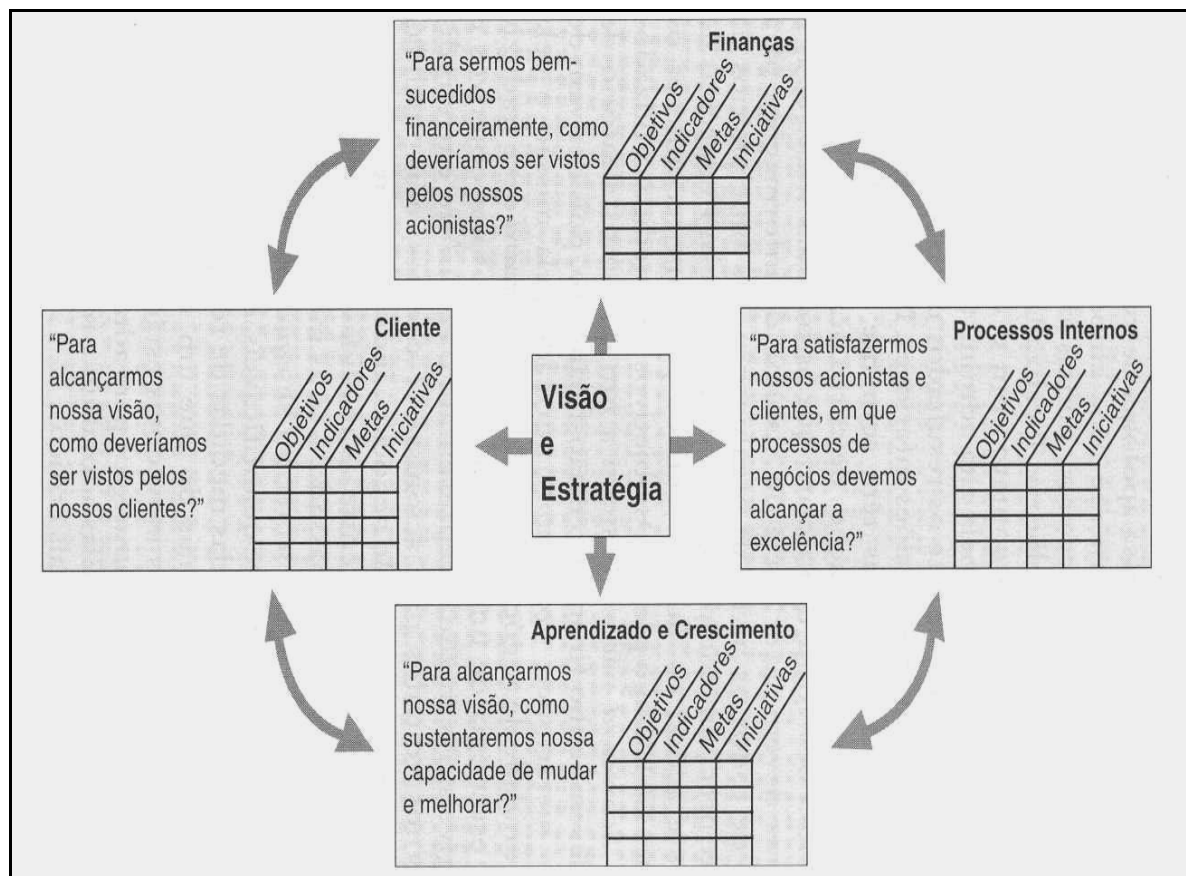 Finanças
“Para sermos bem-
sucedidos
financeiramente, como
deveríamos ser vistos
pelos nossos
acionistas?”
Objetivos
Indicadores
Metas
Iniciativas
Cliente
“Para
alcançarmos
nossa visão,
como deveríamos
ser vistos pelos
nossos clientes?”
Objetivos
Indicadores
Metas
Iniciativas
Visão
e
Estratégia
Processos Internos
“Para satisfazermos
nossos acionistas e
clientes, em que
processos de
negócios devemos
alcançar a
excelência?”
Objetivos
Indicadores
Metas
Iniciativas
Aprendizado e Crescimento
“Para alcançarmos
nossa visão, como
sustentaremos nossa
capacidade de mudar
e melhorar?”
Objetivos
Indicadores
Metas
Iniciativas